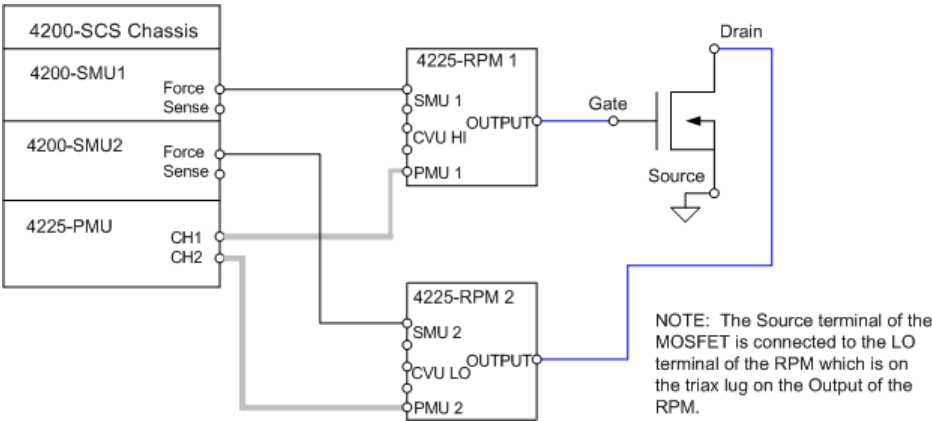 4200-SCS Chassis
4200-SMU1
Force
Sense
4200-SMU2
Force
Sense
4225-PMU
CH1
CH2
4225-RPM 1
SMU 1
OUTPUT
CVU HI
PMU 1
Gate
Drain
Source
4225-RPM 2
SMU 2
OUTPUT
CVU LO
PMU 2
NOTE: The Source terminal of the
MOSFET is connected to the LO
terminal of the RPM which is on
the triax lug on the Output of the
RPM.